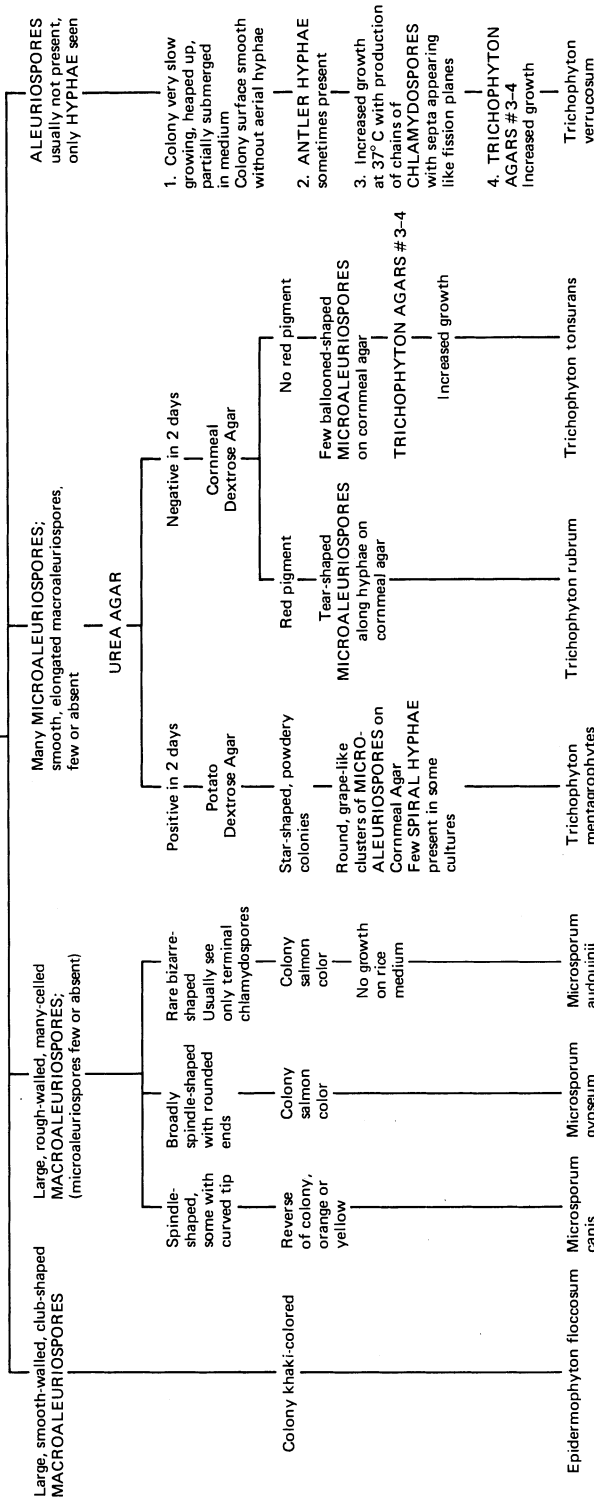 Large, smooth-walled, club-shaped
MACROALEURIOSPORES
Colony khaki-colored
Epidermophyton floccosum
Large, rough-walled, many-celled
MACROALEURIOSPORES;
(microaleuriospores few or absent)
Spindle-
shaped,
some with
curved tip
Reverse
of colony,
orange or
yellow
Microsporum
canis
Broadly
spindle-shaped
with rounded
ends
Colony
salmon
color
Microsporum
gypseum
Rare bizarre-
shaped
Usually see
only terminal
chlamydospores
Colony
salmon
color
No growth
on rice
medium
Microsporum
audouinii
Many MICROALEURIOSPORES;
smooth, elongated macroaleuriospores,
few or absent
UREA AGAR
Positive in 2 days
Potato
Dextrose Agar
Star-shaped, powdery
colonies
Round, grape-like
clusters of MICRO-
ALEURIOSPORES on
Cornmeal Agar
Few SPIRAL HYPHAE
present in some
cultures
Trichophyton
mentagrophytes
Negative in 2 days
Cornmeal
Dextrose Agar
Red pigment
Tear-shaped
MICROALEURIOSPORES
along hyphae on
cornmeal agar
Trichophyton rubrum
No red pigment
Few ballooned-shaped
MICROALEURIOSPORES
on cornmeal agar
TRICHOPHYTON AGARS #3-4
Increased growth
Trichophyton tonsurans
ALEURIOSPORES
usually not present,
only HYPHAE seen
1. Colony very slow
growing, heaped up,
partially submerged
in medium
Colony surface smooth
without aerial hyphae
2. ANTLER HYPHAE
sometimes present
3. Increased growth
at 37° C with production
of chains of
CHLAMYDOSPORES
with septa appearing
like fission planes
4. TRICHOPHYTON
AGARS #3-4
Increased growth
Trichophyton
verrucosum